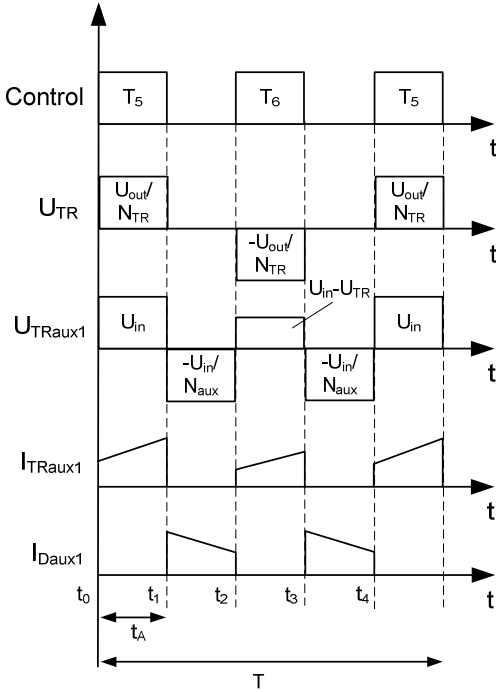 Control
T5
T6
T5
t
UTR
Uout/
NTR
-Uout/
NTR
Uout/
NTR
t
Uin-UTR
UTRaux1
Uin
-Uin/
Naux
-Uin/
Naux
Uin
t
ITRaux1
t
IDaux1
t0
t1
t2
t3
t4
t
tA
T